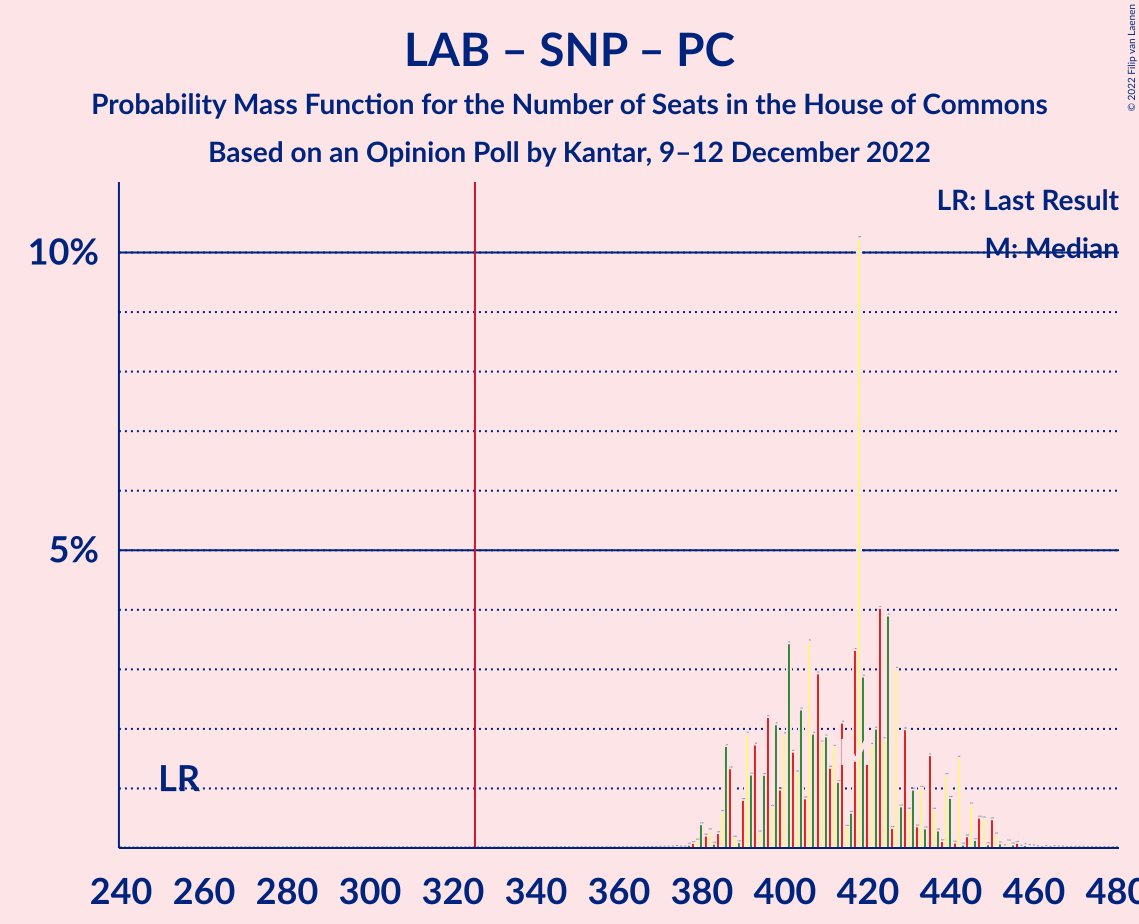 LAB – SNP – PC
Probability Mass Function for the Number of Seats in the House of Commons
Based on an Opinion Poll by Kantar, 9–12 December 2022
© 2022 Filip van Laenen
LR: Last Result
M: Median
10%
5%
LR
240 260 280 300 320 340 360 380 400 420 440 460 480